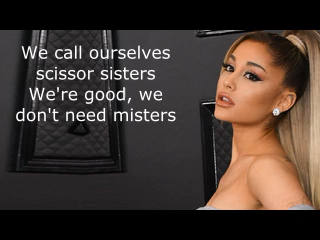 We call ourselves
scissor sisters
We're good, we
don't need misters